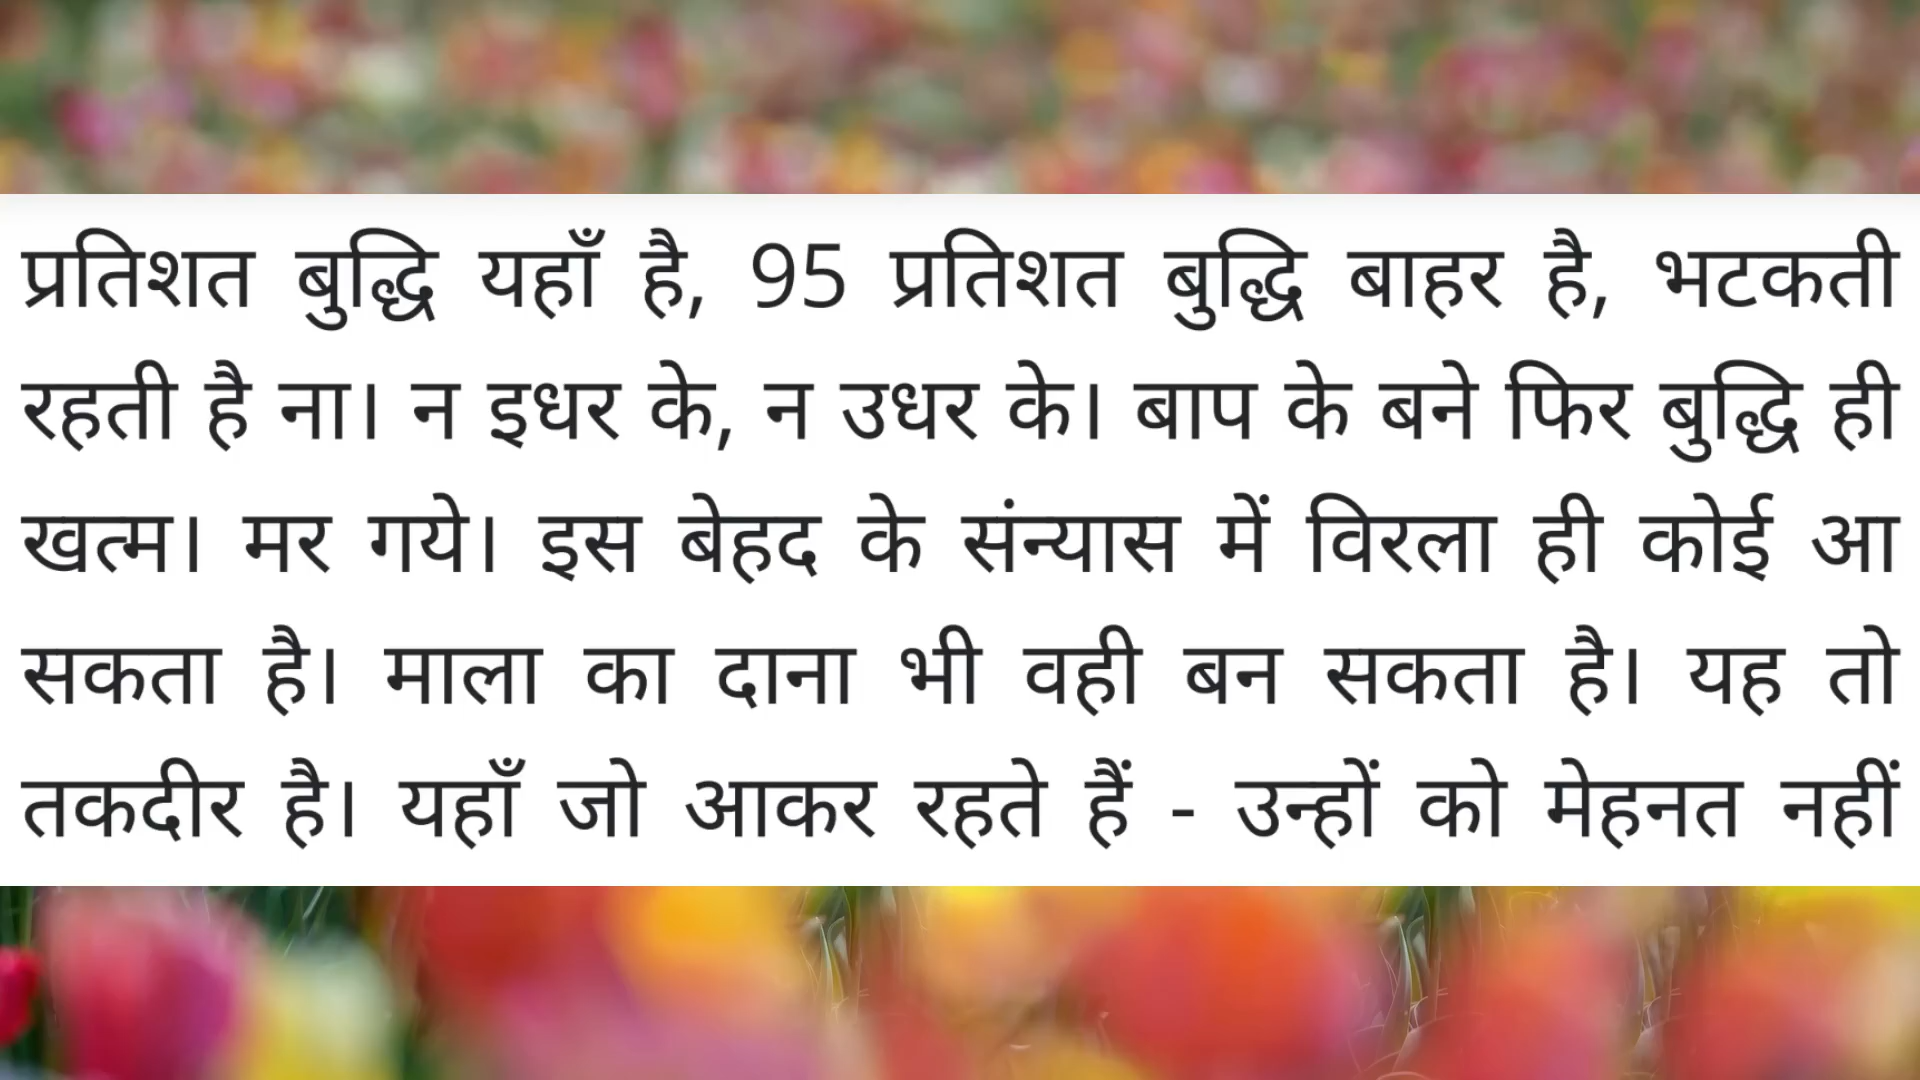 प्रतिशत बुद्धि यहाँ है, 95 प्रतिशत बुद्धि बाहर है, भटकती
रहती है ना। न इधर के, न उधर के। बाप के बने फिर बुद्धि ही
खत्म। मर गये। इस बेहद के संन्यास में विरला ही कोई आ
सकता है। माला का दाना भी वही बन सकता है। यह तो
तकदीर है। यहाँ जो आकर रहते हैं - उन्हों को मेहनत नहीं